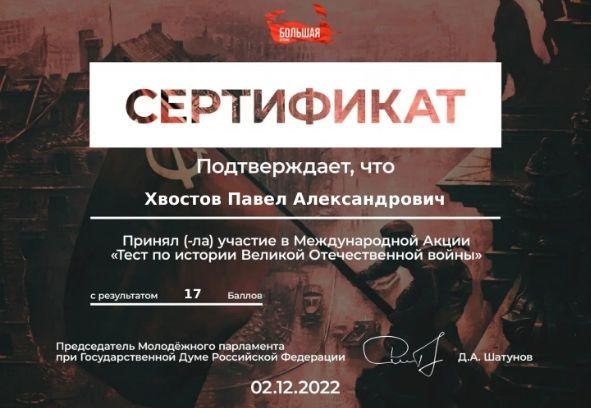 БОЛЬШАЯ
СЕРТИФИКАТ
Подтверждает, что
Хвостов Павел Александрович
Принял (-ла) участие в Международной Акции
«Тест по истории Великой Отечественной войны»
с результатом 17 Баллов
Председатель Молодёжного парламента
при Государственной Думе Российской Федерации
Д.А. Шатунов
02.12.2022